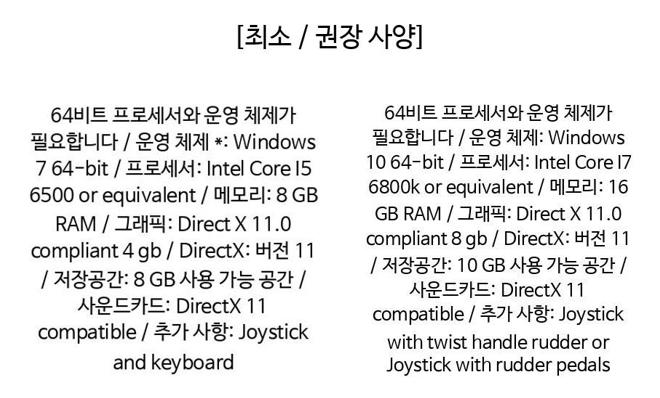 [최소 / 권장 사양]
64비트 프로세서와 운영 체제가
필요합니다 / 운영 체제 *: Windows
7 64-bit / 프로세서: Intel Core I5
6500 or equivalent / 메모리: 8 GB
RAM / 그래픽: Direct X 11.0
compliant 4 gb / DirectX: 버전 11
/ 저장공간: 8 GB 사용 가능 공간 /
사운드카드: DirectX 11
compatible / 추가 사항: Joystick
and keyboard
64비트 프로세서와 운영 체제가
필요합니다 / 운영 체제: Windows
10 64-bit / 프로세서: Intel Core I7
6800k or equivalent / 메모리: 16
GB RAM / 그래픽: Direct X 11.0
compliant 8 gb / DirectX: 버전 11
/ 저장공간: 10 GB 사용 가능 공간 /
사운드카드: DirectX 11
compatible / 추가 사항: Joystick
with twist handle rudder or
Joystick with rudder pedals